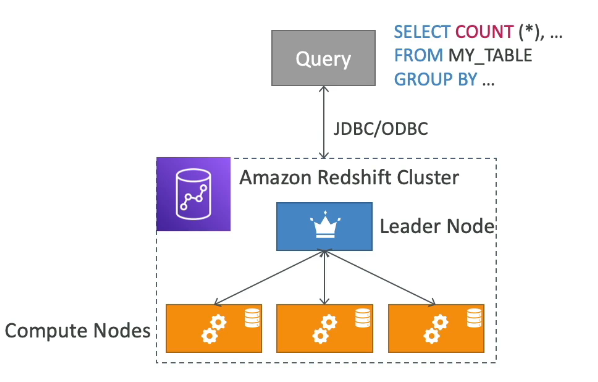 Query
SELECT COUNT (*), ...
FROM MY_TABLE
GROUP BY ...
JDBC/ODBC
Amazon Redshift Cluster
Leader Node
Compute Nodes